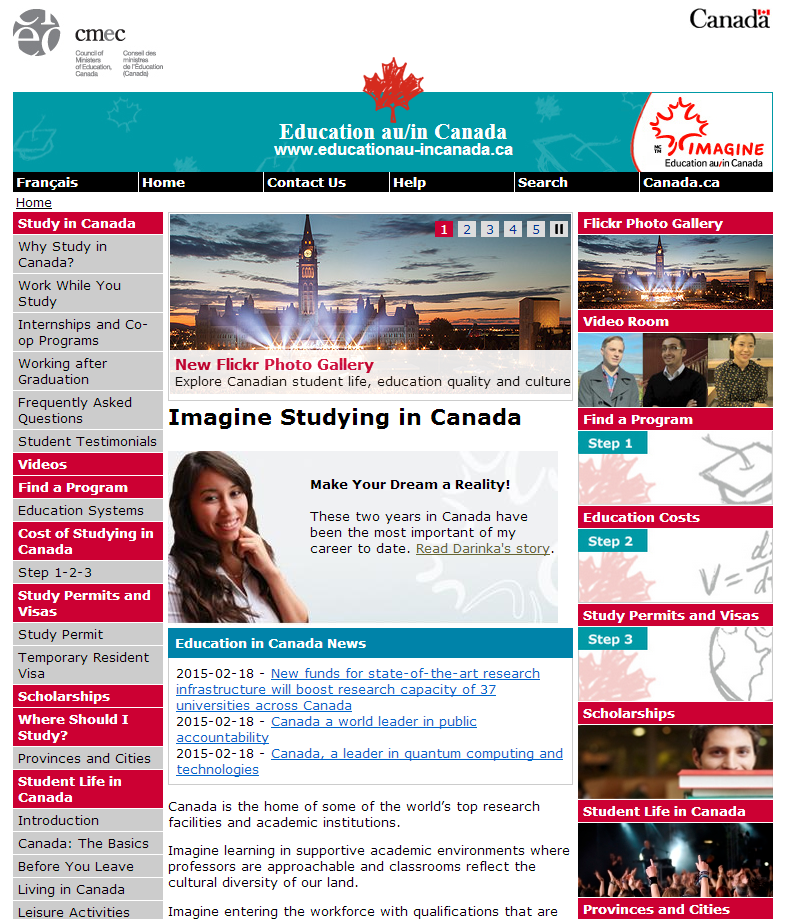 cmec
Council of
Ministers
of Education,
Canada
Conseil des
ministres
de l'Éducation
(Canada)
Canada
Education au/in Canada
www.educationau-incanada.ca
IMAGINE
Education au/in Canada
Français
Home
Contact Us
Help
Search
Canada.ca
Home
Study in Canada
Why Study in
Canada?
Work While You
Study
Internships and Co-
op Programs
Working after
Graduation
Frequently Asked
Questions
Student Testimonials
Videos
Find a Program
Education Systems
Cost of Studying in
Canada
Step 1-2-3
Study Permits and
Visas
Study Permit
Temporary Resident
Visa
Scholarships
Where Should I
Study?
Provinces and Cities
Student Life in
Canada
Introduction
Canada: The Basics
Before You Leave
Living in Canada
Leisure Activities
1 2 3 4 5
New Flickr Photo Gallery
Explore Canadian student life, education quality and culture
Imagine Studying in Canada
Make Your Dream a Reality!
These two years in Canada have
been the most important of my
career to date. Read Darinka's story.
Education in Canada News
2015-02-18 - New funds for state-of-the-art research
infrastructure will boost research capacity of 37
universities across Canada
2015-02-18 - Canada a world leader in public
accountability
2015-02-18 - Canada, a leader in quantum computing and
technologies
Canada is the home of some of the world's top research
facilities and academic institutions.
Imagine learning in supportive academic environments where
professors are approachable and classrooms reflect the
cultural diversity of our land.
Imagine entering the workforce with qualifications that are
Flickr Photo Gallery
Video Room
Find a Program
Step 1
Education Costs
Step 2
Study Permits and Visas
Step 3
Scholarships
Student Life in Canada
Provinces and Cities